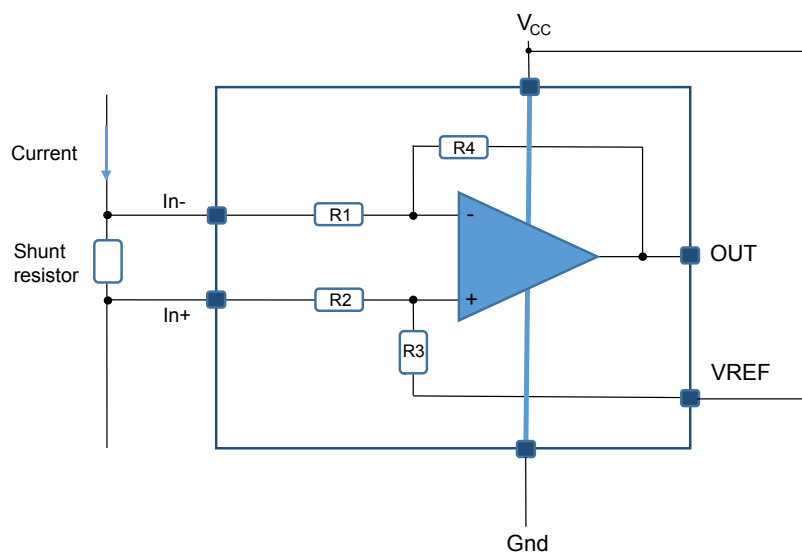 VCC
Current
R4
In-
R1
-
Shunt
resistor
OUT
In+
R2
+
R3
VREF
Gnd